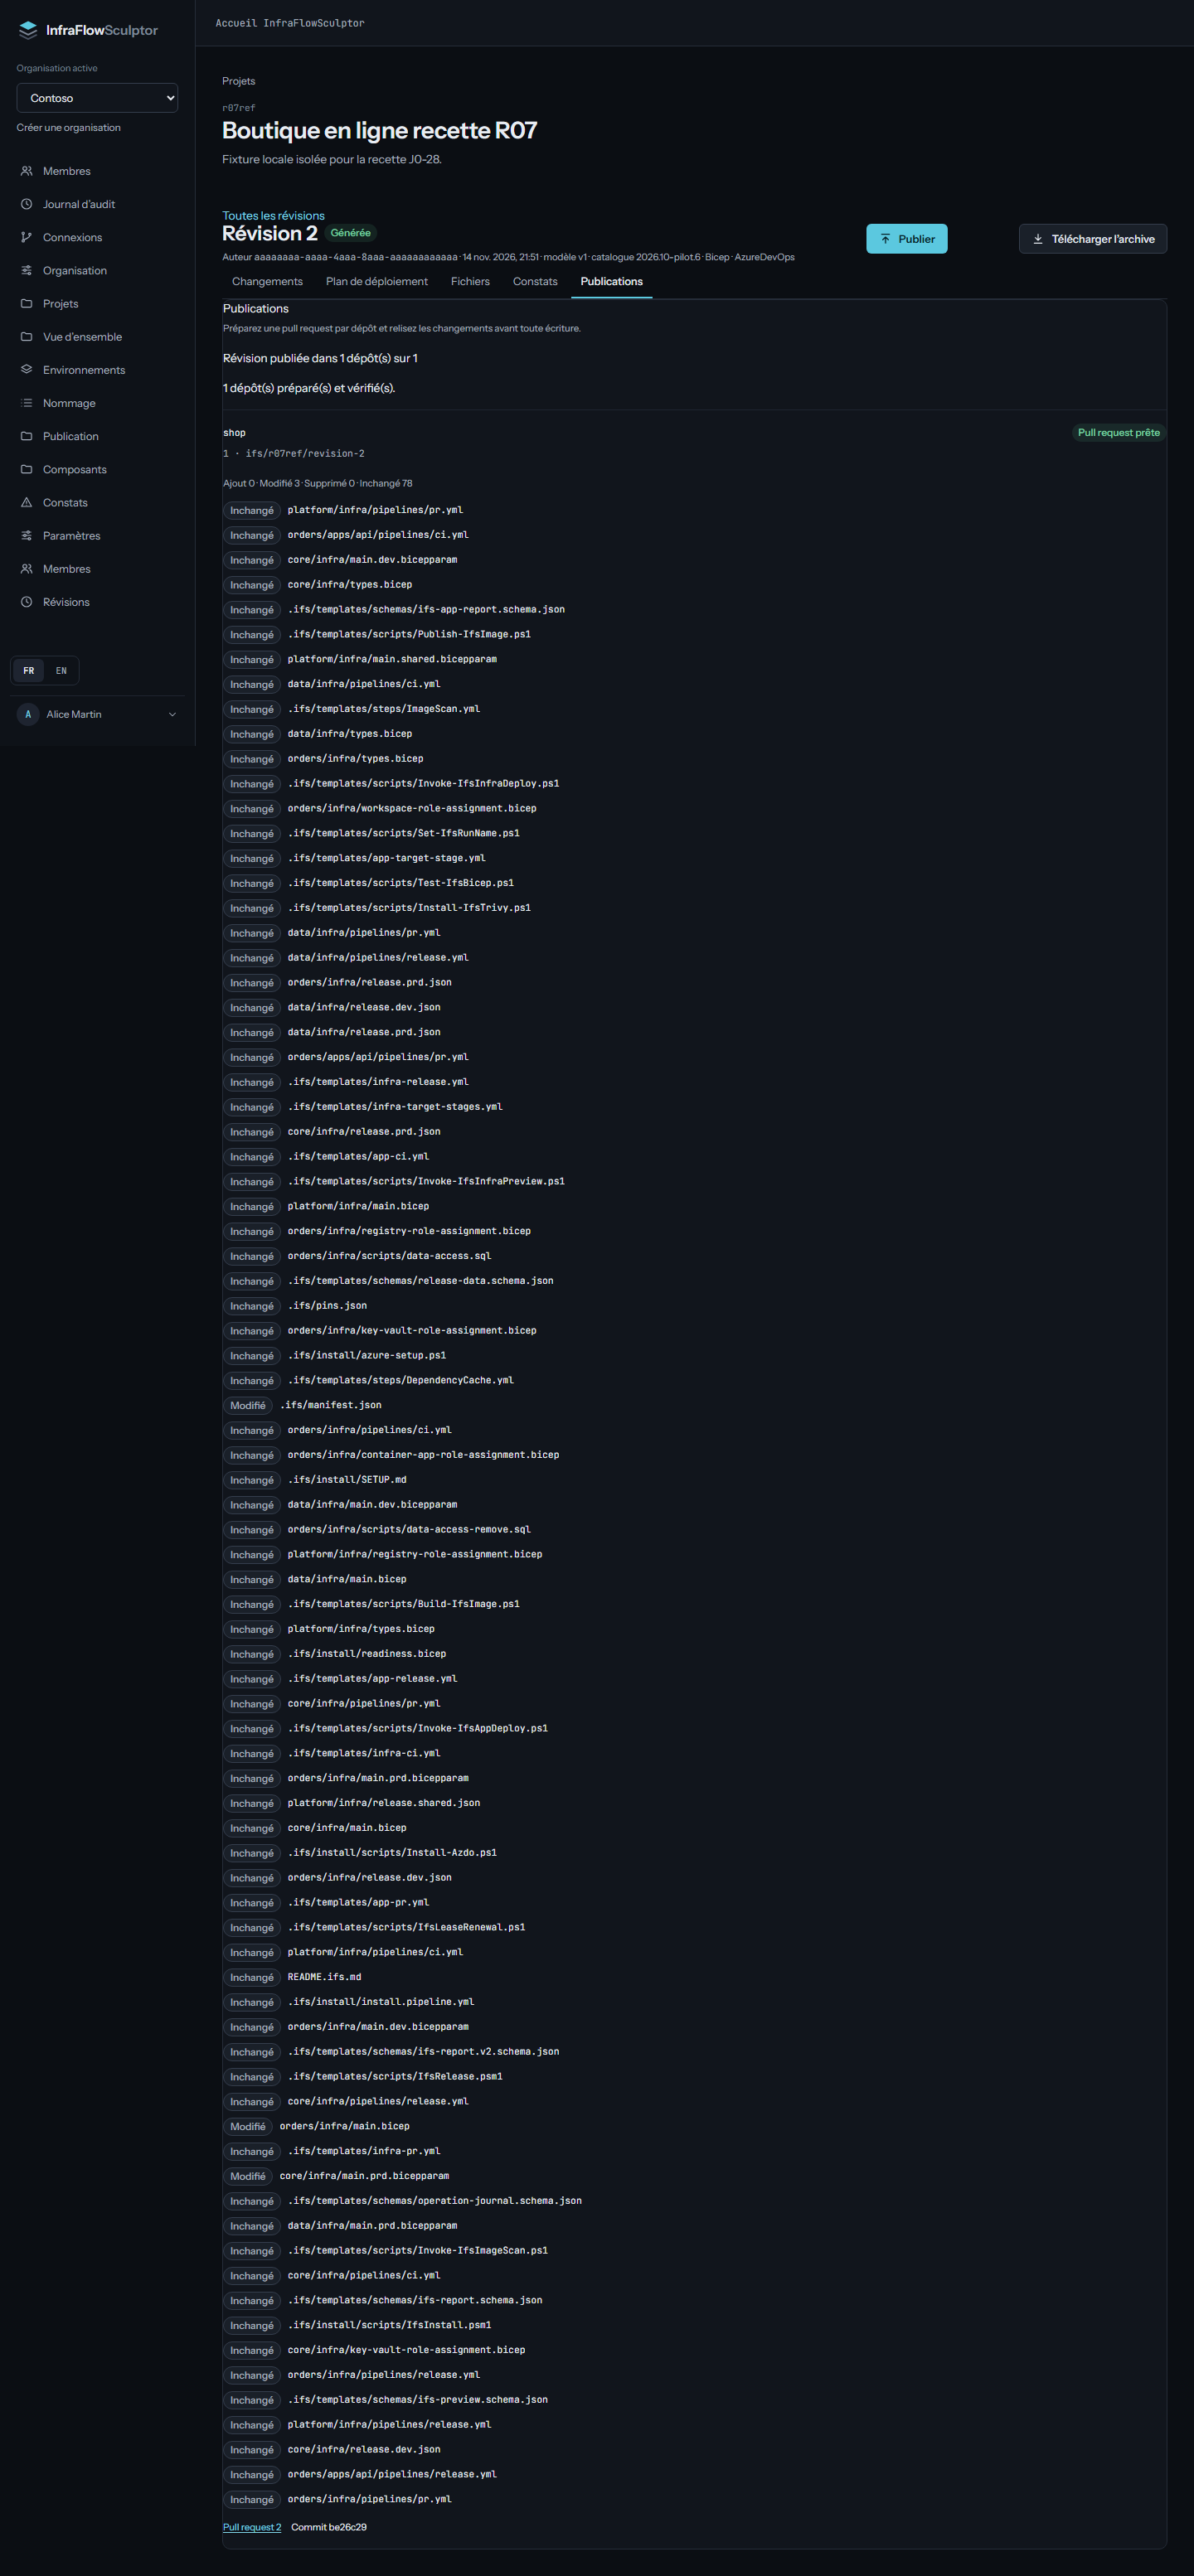 InfraFlowSculptor
Organisation active
Contoso
Créer une organisation
Membres
Journal d'audit
Connexions
Organisation
Projets
Vue d'ensemble
Environnements
Nommage
Publication
Composants
Constats
Paramètres
Membres
Révisions
FR EN
A Alice Martin
Accueil InfraFlowSculptor
Projets
r07ref
Boutique en ligne recette R07
Fixture locale isolée pour la recette J0-28.
Toutes les révisions
Révision 2 Générée
Publier
Télécharger l'archive
Auteur aaaaaaaa-aaaa-4aaa-8aaa-aaaaaaaaaaaa · 14 nov. 2026, 21:51 · modèle v1 · catalogue 2026.10-pilot.6 · Bicep · AzureDevOps
Changements Plan de déploiement Fichiers Constats Publications
Publications
Préparez une pull request par dépôt et relisez les changements avant toute écriture.
Révision publiée dans 1 dépôt(s) sur 1
1 dépôt(s) préparé(s) et vérifié(s).
shop Pull request prête
1 · ifs/r07ref/revision-2
Ajout 0 · Modifié 3 · Supprimé 0 · Inchangé 78
Inchangé platform/infra/pipelines/pr.yml
Inchangé orders/apps/api/pipelines/ci.yml
Inchangé core/infra/main.dev.bicepparam
Inchangé core/infra/types.bicep
Inchangé .ifs/templates/schemas/ifs-app-report.schema.json
Inchangé .ifs/templates/scripts/Publish-IfsImage.ps1
Inchangé platform/infra/main.shared.bicepparam
Inchangé data/infra/pipelines/ci.yml
Inchangé .ifs/templates/steps/ImageScan.yml
Inchangé data/infra/types.bicep
Inchangé orders/infra/types.bicep
Inchangé .ifs/templates/scripts/Invoke-IfsInfraDeploy.ps1
Inchangé orders/infra/workspace-role-assignment.bicep
Inchangé .ifs/templates/scripts/Set-IfsRunName.ps1
Inchangé .ifs/templates/app-target-stage.yml
Inchangé .ifs/templates/scripts/Test-IfsBicep.ps1
Inchangé .ifs/templates/scripts/Install-IfsTrivy.ps1
Inchangé data/infra/pipelines/pr.yml
Inchangé data/infra/pipelines/release.yml
Inchangé orders/infra/release.prd.json
Inchangé data/infra/release.dev.json
Inchangé data/infra/release.prd.json
Inchangé orders/apps/api/pipelines/pr.yml
Inchangé .ifs/templates/infra-release.yml
Inchangé .ifs/templates/infra-target-stages.yml
Inchangé core/infra/release.prd.json
Inchangé .ifs/templates/app-ci.yml
Inchangé .ifs/templates/scripts/Invoke-IfsInfraPreview.ps1
Inchangé platform/infra/main.bicep
Inchangé orders/infra/registry-role-assignment.bicep
Inchangé orders/infra/scripts/data-access.sql
Inchangé .ifs/templates/schemas/release-data.schema.json
Inchangé .ifs/pins.json
Inchangé orders/infra/key-vault-role-assignment.bicep
Inchangé .ifs/install/azure-setup.ps1
Inchangé .ifs/templates/steps/DependencyCache.yml
Modifié .ifs/manifest.json
Inchangé orders/infra/pipelines/ci.yml
Inchangé orders/infra/container-app-role-assignment.bicep
Inchangé .ifs/install/SETUP.md
Inchangé data/infra/main.dev.bicepparam
Inchangé orders/infra/scripts/data-access-remove.sql
Inchangé platform/infra/registry-role-assignment.bicep
Inchangé data/infra/main.bicep
Inchangé .ifs/templates/scripts/Build-IfsImage.ps1
Inchangé platform/infra/types.bicep
Inchangé .ifs/install/readiness.bicep
Inchangé .ifs/templates/app-release.yml
Inchangé core/infra/pipelines/pr.yml
Inchangé .ifs/templates/scripts/Invoke-IfsAppDeploy.ps1
Inchangé .ifs/templates/infra-ci.yml
Inchangé orders/infra/main.prd.bicepparam
Inchangé platform/infra/release.shared.json
Inchangé core/infra/main.bicep
Inchangé .ifs/install/scripts/Install-Azdo.ps1
Inchangé orders/infra/release.dev.json
Inchangé .ifs/templates/app-pr.yml
Inchangé .ifs/templates/scripts/IfsLeaseRenewal.ps1
Inchangé platform/infra/pipelines/ci.yml
Inchangé README.ifs.md
Inchangé .ifs/install/install.pipeline.yml
Inchangé orders/infra/main.dev.bicepparam
Inchangé .ifs/templates/schemas/ifs-report.v2.schema.json
Inchangé .ifs/templates/scripts/IfsRelease.psm1
Inchangé core/infra/pipelines/release.yml
Modifié orders/infra/main.bicep
Inchangé .ifs/templates/infra-pr.yml
Modifié core/infra/main.prd.bicepparam
Inchangé .ifs/templates/schemas/operation-journal.schema.json
Inchangé data/infra/main.prd.bicepparam
Inchangé .ifs/templates/scripts/Invoke-IfsImageScan.ps1
Inchangé core/infra/pipelines/ci.yml
Inchangé .ifs/templates/schemas/ifs-report.schema.json
Inchangé .ifs/install/scripts/IfsInstall.psm1
Inchangé core/infra/key-vault-role-assignment.bicep
Inchangé orders/infra/pipelines/release.yml
Inchangé .ifs/templates/schemas/ifs-preview.schema.json
Inchangé platform/infra/pipelines/release.yml
Inchangé core/infra/release.dev.json
Inchangé orders/apps/api/pipelines/release.yml
Inchangé orders/infra/pipelines/pr.yml
Pull request 2 Commit be26c29